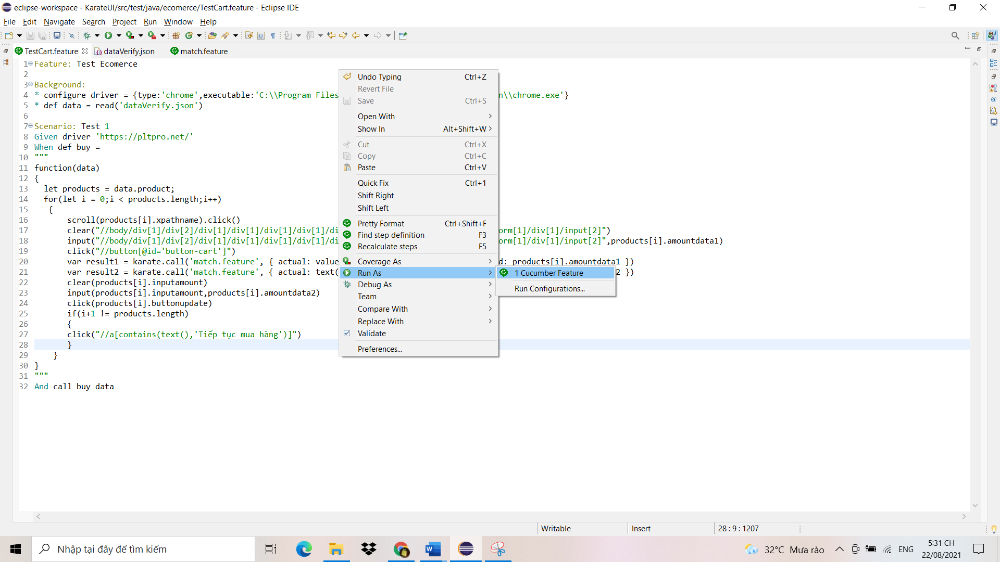 eclipse-workspace - KarateUI/src/test/java/ecomerce/TestCart.feature - Eclipse IDE
File Edit Navigate Search Project Run Window Help
TestCart.feature dataVerify.json match.feature
1 Feature: Test Ecomerce
2
3 Background:
4 * configure driver = {type:'chrome',executable:'C:\\Program Files n\\chrome.exe'}
5 * def data = read('dataVerify.json')
6
7 Scenario: Test 1
8 Given driver 'https://pltpro.net/'
9 When def buy =
10 """
11 function(data)
12 {
13 let products = data.product;
14 for(let i = 0;i < products.length;i++)
15 {
16 scroll(products[i].xpathname).click()
17 clear("//body/div[1]/div[2]/div[1]/div[1]/div[1]/div[1]/di orm[1]/div[1]/input[2]")
18 input("//body/div[1]/div[2]/div[1]/div[1]/div[1]/div[1]/di orm[1]/div[1]/input[2]",products[i].amountdata1)
19 click("//button[@id='button-cart']")
20 var result1 = karate.call('match.feature', { actual: value d: products[i].amountdata1 })
21 var result2 = karate.call('match.feature', { actual: text( 2 })
22 clear(products[i].inputamount)
23 input(products[i].inputamount,products[i].amountdata2)
24 click(products[i].buttonupdate)
25 if(i+1 != products.length)
26 {
27 click("//a[contains(text(),'Tiếp tục mua hàng')]")
28 }
29 }
30 }
31 """
32 And call buy data
Undo Typing Ctrl+Z
Revert File
Save Ctrl+S
Open With
Show In Alt+Shift+W
Cut Ctrl+X
Copy Ctrl+C
Paste Ctrl+V
Quick Fix Ctrl+1
Shift Right
Shift Left
Pretty Format Ctrl+Shift+F
Find step definition F3
Recalculate steps F5
Coverage As
Run As
Debug As
Team
Compare With
Replace With
Validate
Preferences...
1 Cucumber Feature
Run Configurations...
Writable Insert 28 : 9 : 1207
Nhập tại đây để tìm kiếm
32°C Mưa rào
ENG
5:31 CH
22/08/2021